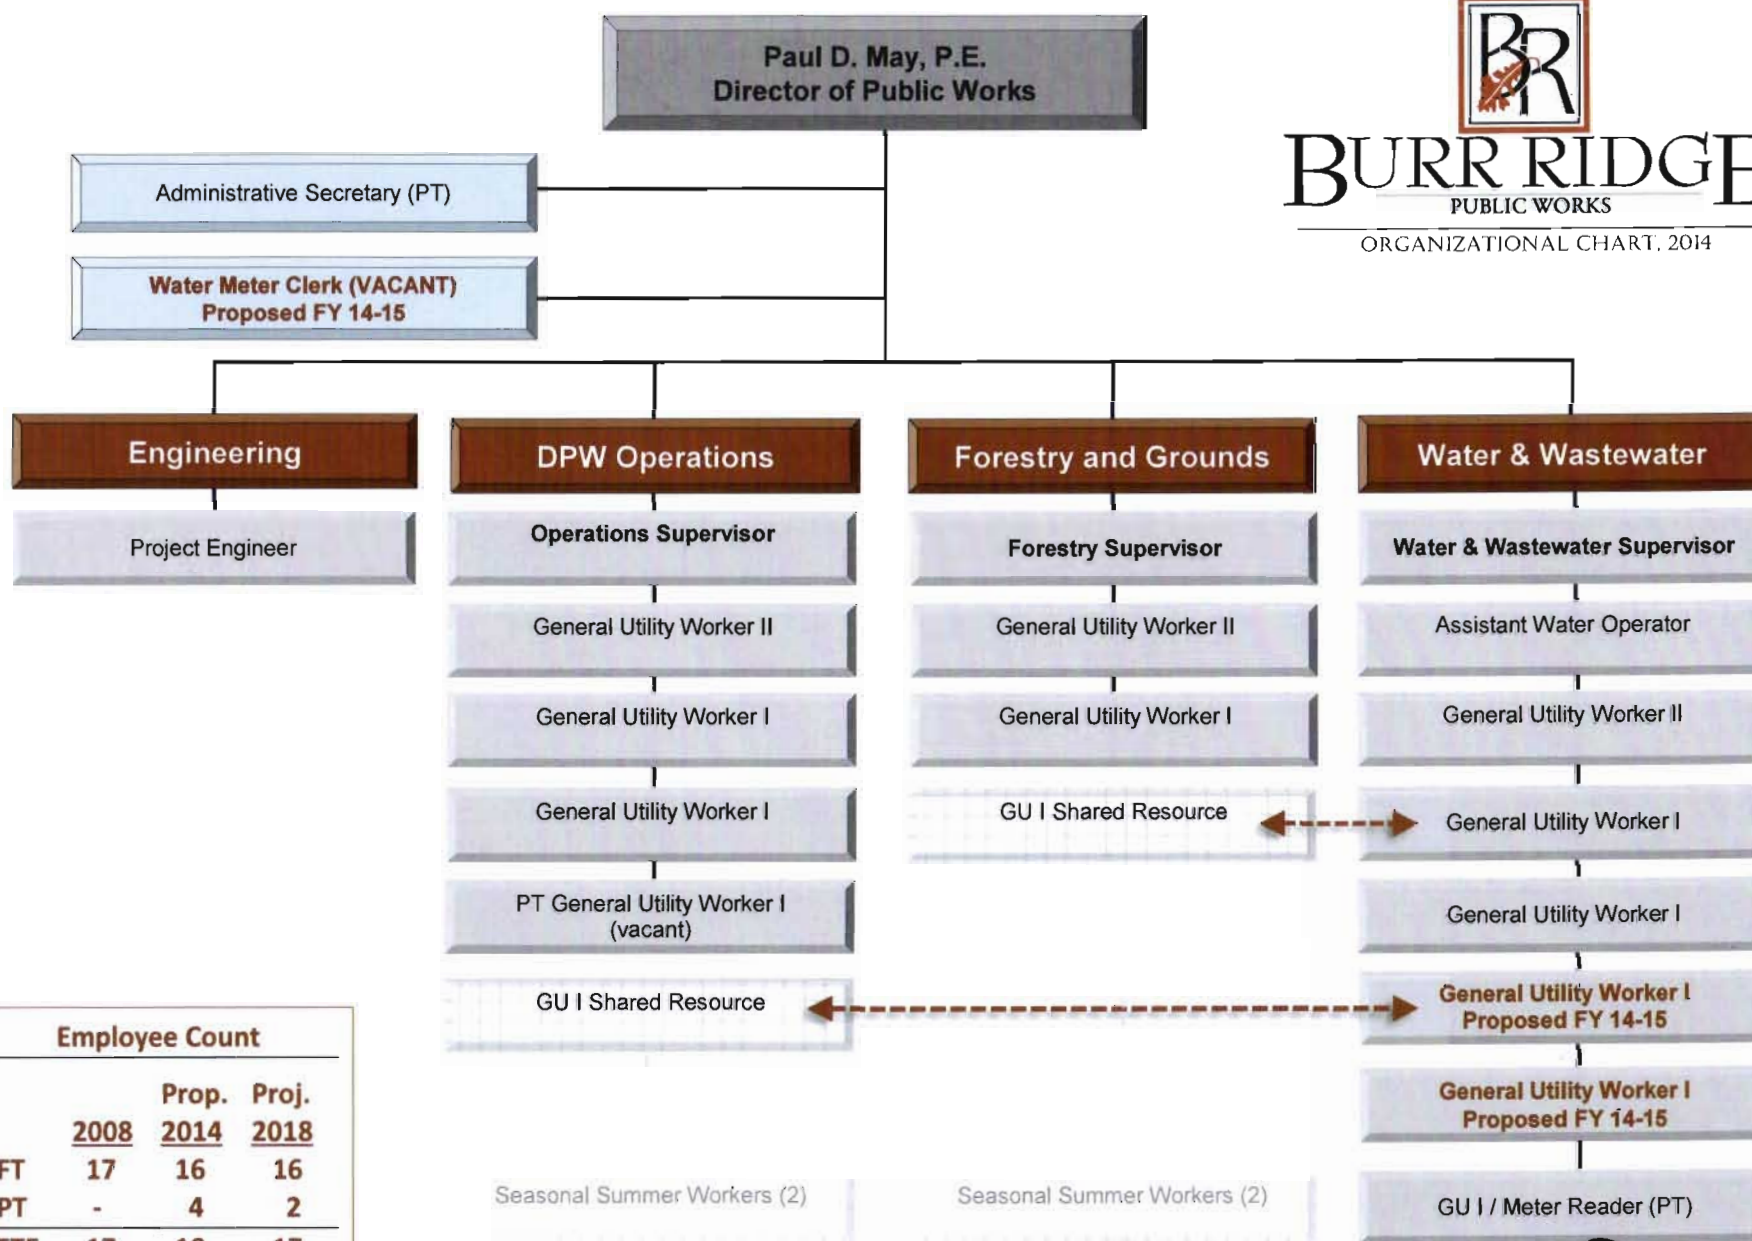 Paul D. May, P.E.
Director of Public Works
BR
BURR RIDGE
PUBLIC WORKS
ORGANIZATIONAL CHART, 2014
Administrative Secretary (PT)
Water Meter Clerk (VACANT)
Proposed FY 14-15
Engineering
Project Engineer
DPW Operations
Operations Supervisor
General Utility Worker II
General Utility Worker I
General Utility Worker I
PT General Utility Worker I
(vacant)
GU I Shared Resource
Seasonal Summer Workers (2)
Forestry and Grounds
Forestry Supervisor
General Utility Worker II
General Utility Worker I
GU I Shared Resource
Seasonal Summer Workers (2)
Water & Wastewater
Water & Wastewater Supervisor
Assistant Water Operator
General Utility Worker II
General Utility Worker I
General Utility Worker I
General Utility Worker I
Proposed FY 14-15
General Utility Worker I
Proposed FY 14-15
GU I / Meter Reader (PT)
Employee Count
Prop. Proj.
2008 2014 2018
FT 17 16 16
PT - 4 2